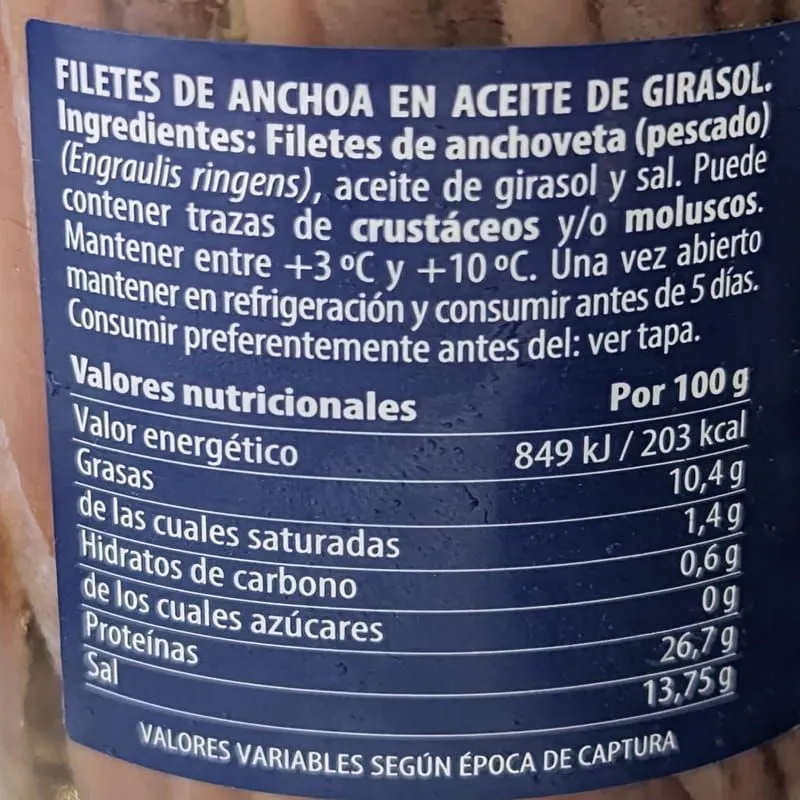 FILETES DE ANCHOA EN ACEITE DE GIRASOL.
Ingredientes: Filetes de anchoveta (pescado)
(Engraulis ringens), aceite de girasol y sal. Puede
contener trazas de crustáceos y/o moluscos.
Mantener entre +3 ºC y +10 ºC. Una vez abierto
mantener en refrigeración y consumir antes de 5 días.
Consumir preferentemente antes del: ver tapa.
Valores nutricionales Por 100 g
Valor energético 849 kJ / 203 kcal
Grasas 10,4 g
de las cuales saturadas 1,4 g
Hidratos de carbono 0,6 g
de los cuales azúcares 0 g
Proteínas 26,7 g
Sal 13,75 g
VALORES VARIABLES SEGÚN ÉPOCA DE CAPTURA